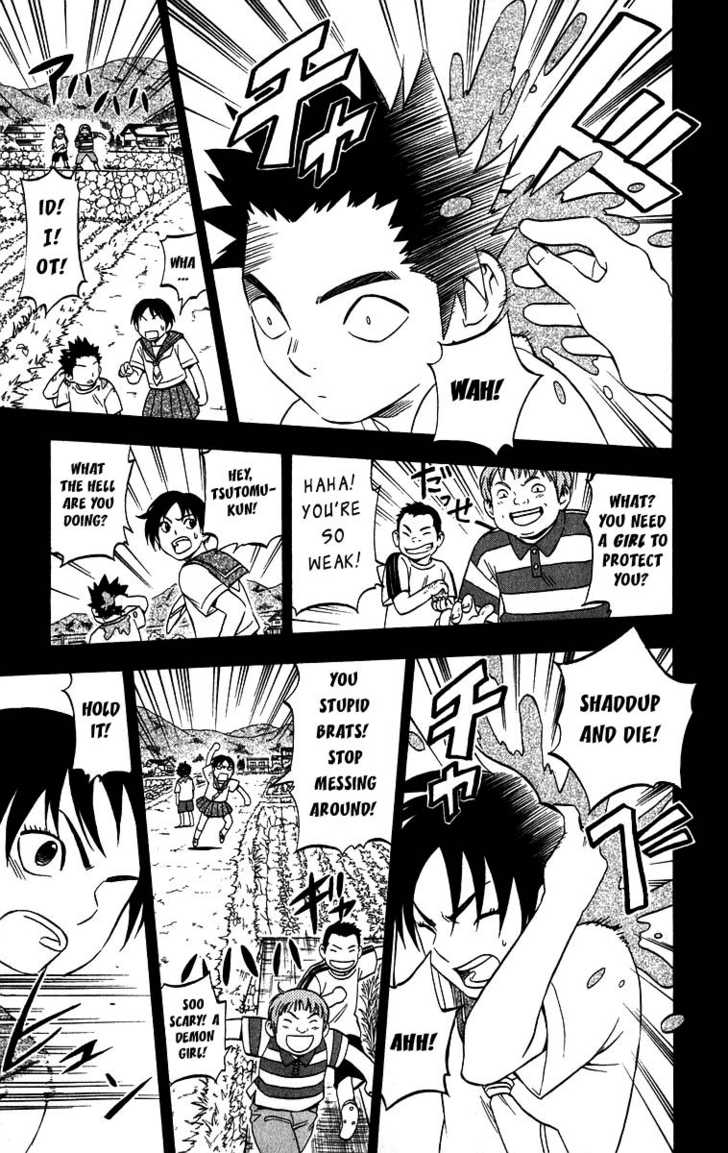 ドン
チャ
WAH!
アハハハ
ID!
I!
OT!
WHA
...
WHAT?
YOU NEED
A GIRL TO
PROTECT
YOU?
だっせ
HAHA!
YOU'RE
SO
WEAK!
HEY,
TSUTOMU-
KUN!
WHAT
THE HELL
ARE YOU
DOING?
SHADDUP
AND DIE!
チャ
AHH!
YOU
STUPID
BRATS!
STOP
MESSING
AROUND!
SOO
SCARY! A
DEMON
GIRL!
HOLD
IT!